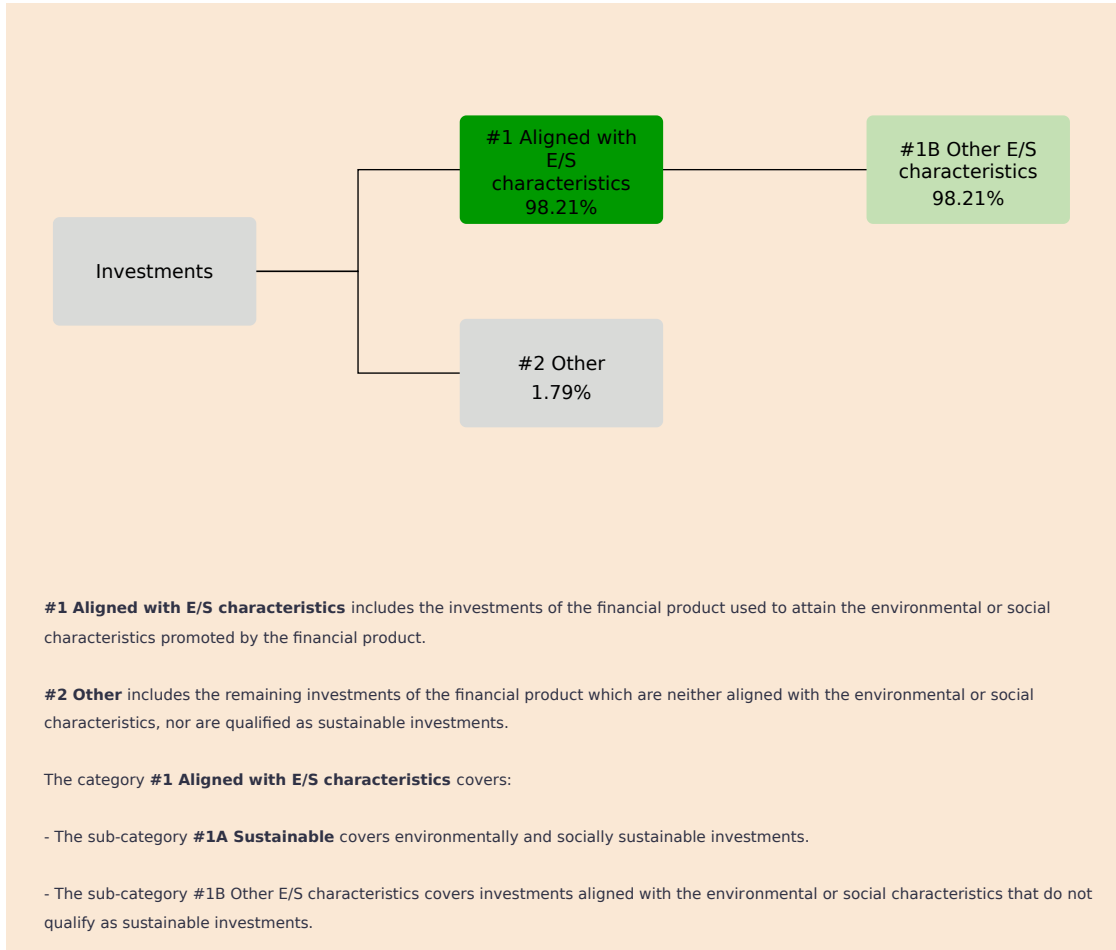 #1 Aligned with
E/S
characteristics
98.21%
#1B Other E/S
characteristics
98.21%
Investments
#2 Other
1.79%
#1 Aligned with E/S characteristics includes the investments of the financial product used to attain the environmental or social
characteristics promoted by the financial product.
#2 Other includes the remaining investments of the financial product which are neither aligned with the environmental or social
characteristics, nor are qualified as sustainable investments.
The category #1 Aligned with E/S characteristics covers:
- The sub-category #1A Sustainable covers environmentally and socially sustainable investments.
- The sub-category #1B Other E/S characteristics covers investments aligned with the environmental or social characteristics that do not
qualify as sustainable investments.